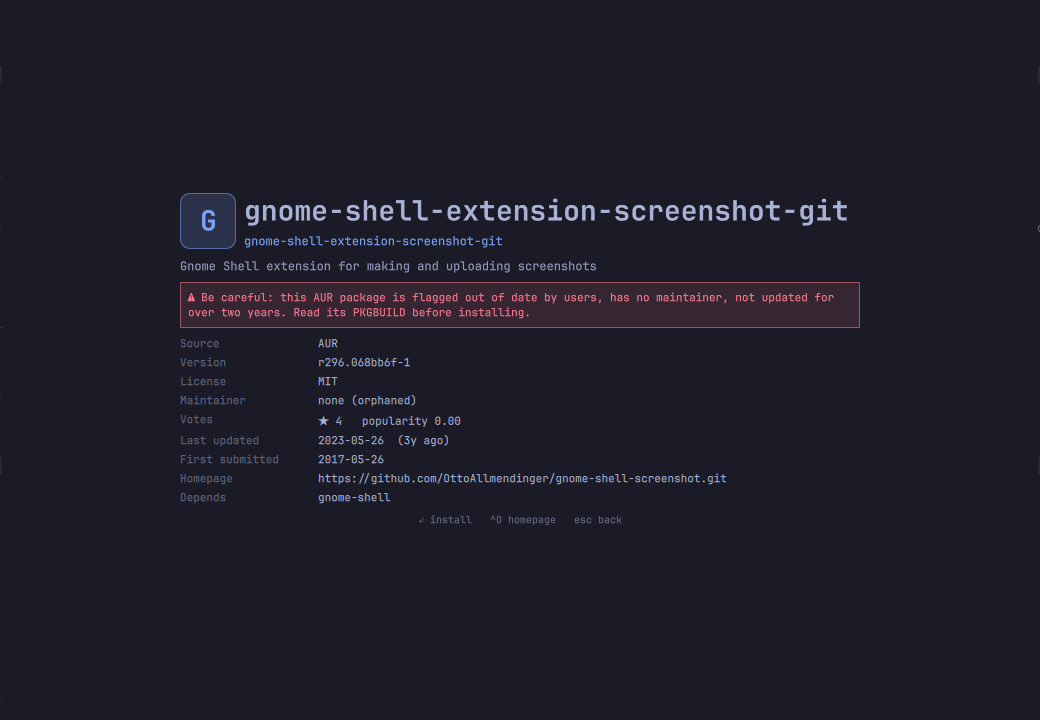 G
gnome-shell-extension-screenshot-git
gnome-shell-extension-screenshot-git
Gnome Shell extension for making and uploading screenshots
⚠ Be careful: this AUR package is flagged out of date by users, has no maintainer, not updated for
over two years. Read its PKGBUILD before installing.
Source AUR
Version r296.068bb6f-1
License MIT
Maintainer none (orphaned)
Votes ★ 4 popularity 0.00
Last updated 2023-05-26 (3y ago)
First submitted 2017-05-26
Homepage https://github.com/OttoAllmendinger/gnome-shell-screenshot.git
Depends gnome-shell
↲ install ^O homepage esc back